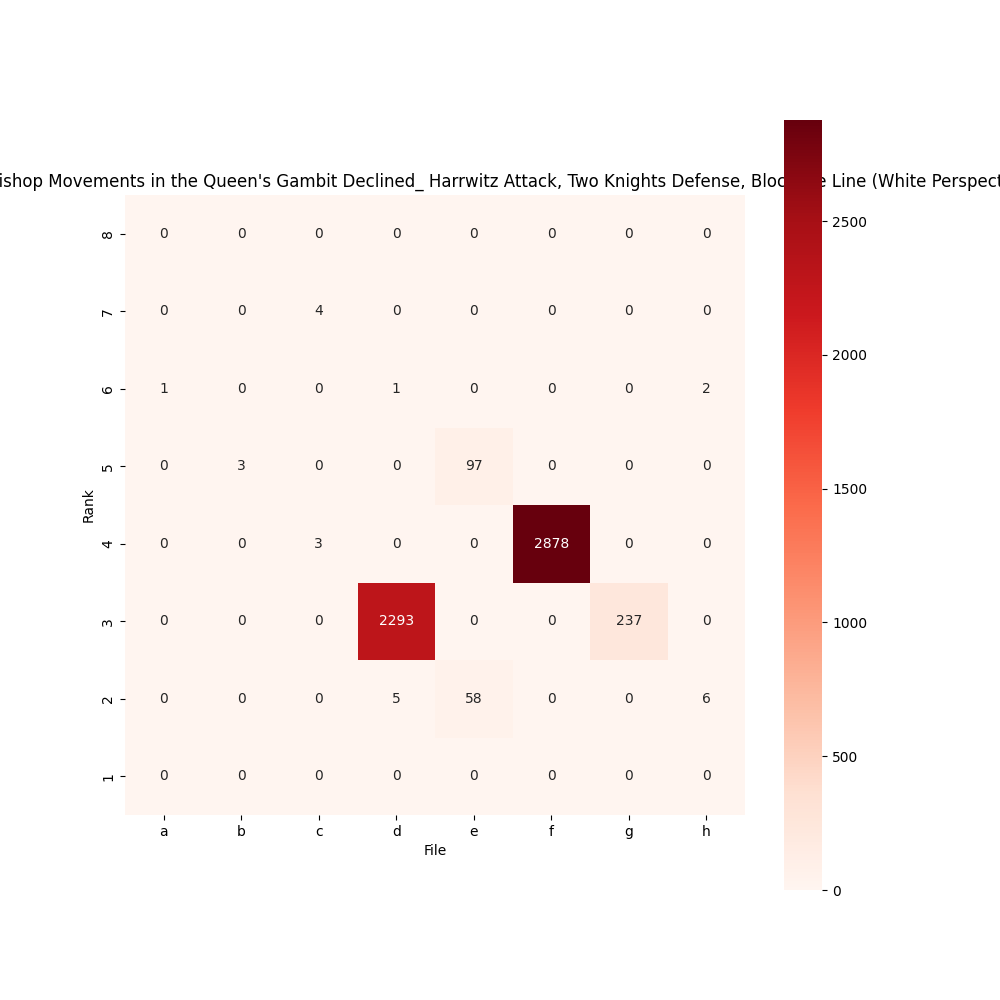 ishop Movements in the Queen's Gambit Declined_ Harrwitz Attack, Two Knights Defense, Bloc e Line (White Perspect
8 0 0 0 0 0 0 0 0
7 0 0 4 0 0 0 0 0
6 1 0 0 1 0 0 0 2
5 0 3 0 0 97 0 0 0
4 0 0 3 0 0 2878 0 0
3 0 0 0 2293 0 0 237 0
2 0 0 0 5 58 0 0 6
1 0 0 0 0 0 0 0 0
a b c d e f g h
File
Rank
2500
2000
1500
1000
500
0